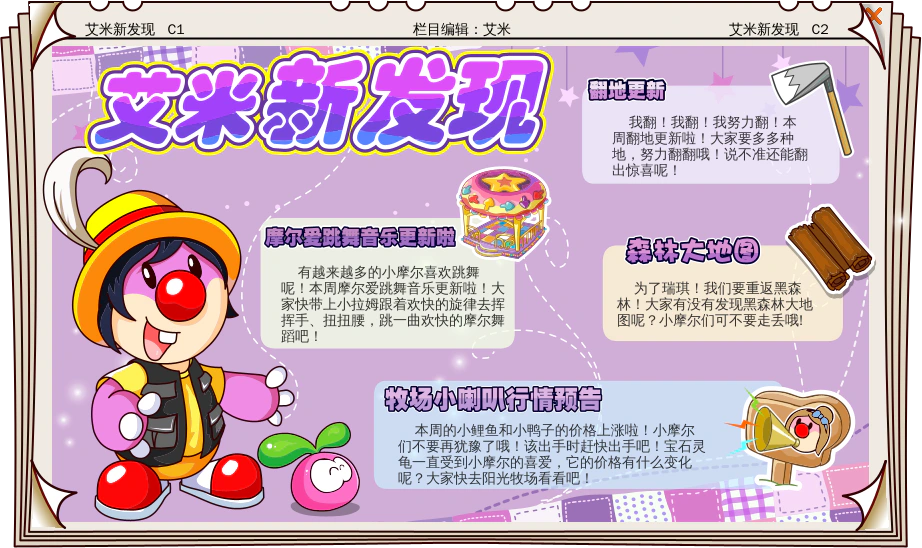 艾米新发现 C1
栏目编辑：艾米
艾米新发现 C2
艾米新发现
翻地更新
我翻！我翻！我努力翻！本
周翻地更新啦！大家要多多种
地，努力翻翻哦！说不准还能翻
出惊喜呢！
摩尔爱跳舞音乐更新啦
有越来越多的小摩尔喜欢跳舞
呢！本周摩尔爱跳舞音乐更新啦！大
家快带上小拉姆跟着欢快的旋律去挥
挥手、扭扭腰，跳一曲欢快的摩尔舞
蹈吧！
森林大地图
为了瑞琪！我们要重返黑森
林！大家有没有发现黑森林大地
图呢？小摩尔们可不要走丢哦!
牧场小喇叭行情预告
本周的小鲤鱼和小鸭子的价格上涨啦！小摩尔
们不要再犹豫了哦！该出手时赶快出手吧！宝石灵
龟一直受到小摩尔的喜爱，它的价格有什么变化
呢？大家快去阳光牧场看看吧！